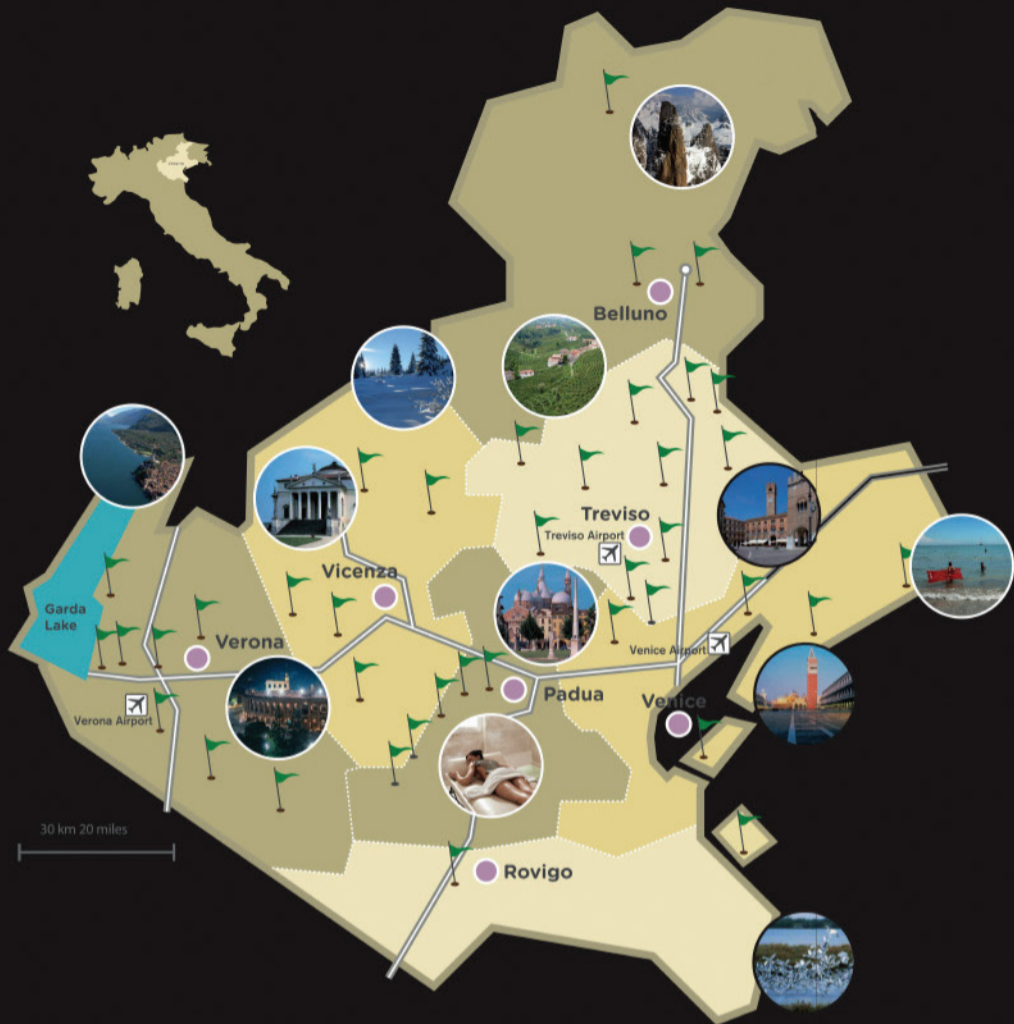 Belluno
Treviso
Treviso Airport
Vicenza
Garda
Lake
Verona
Venice Airport
Padua
Venice
Verona Airport
30 km 20 miles
Rovigo